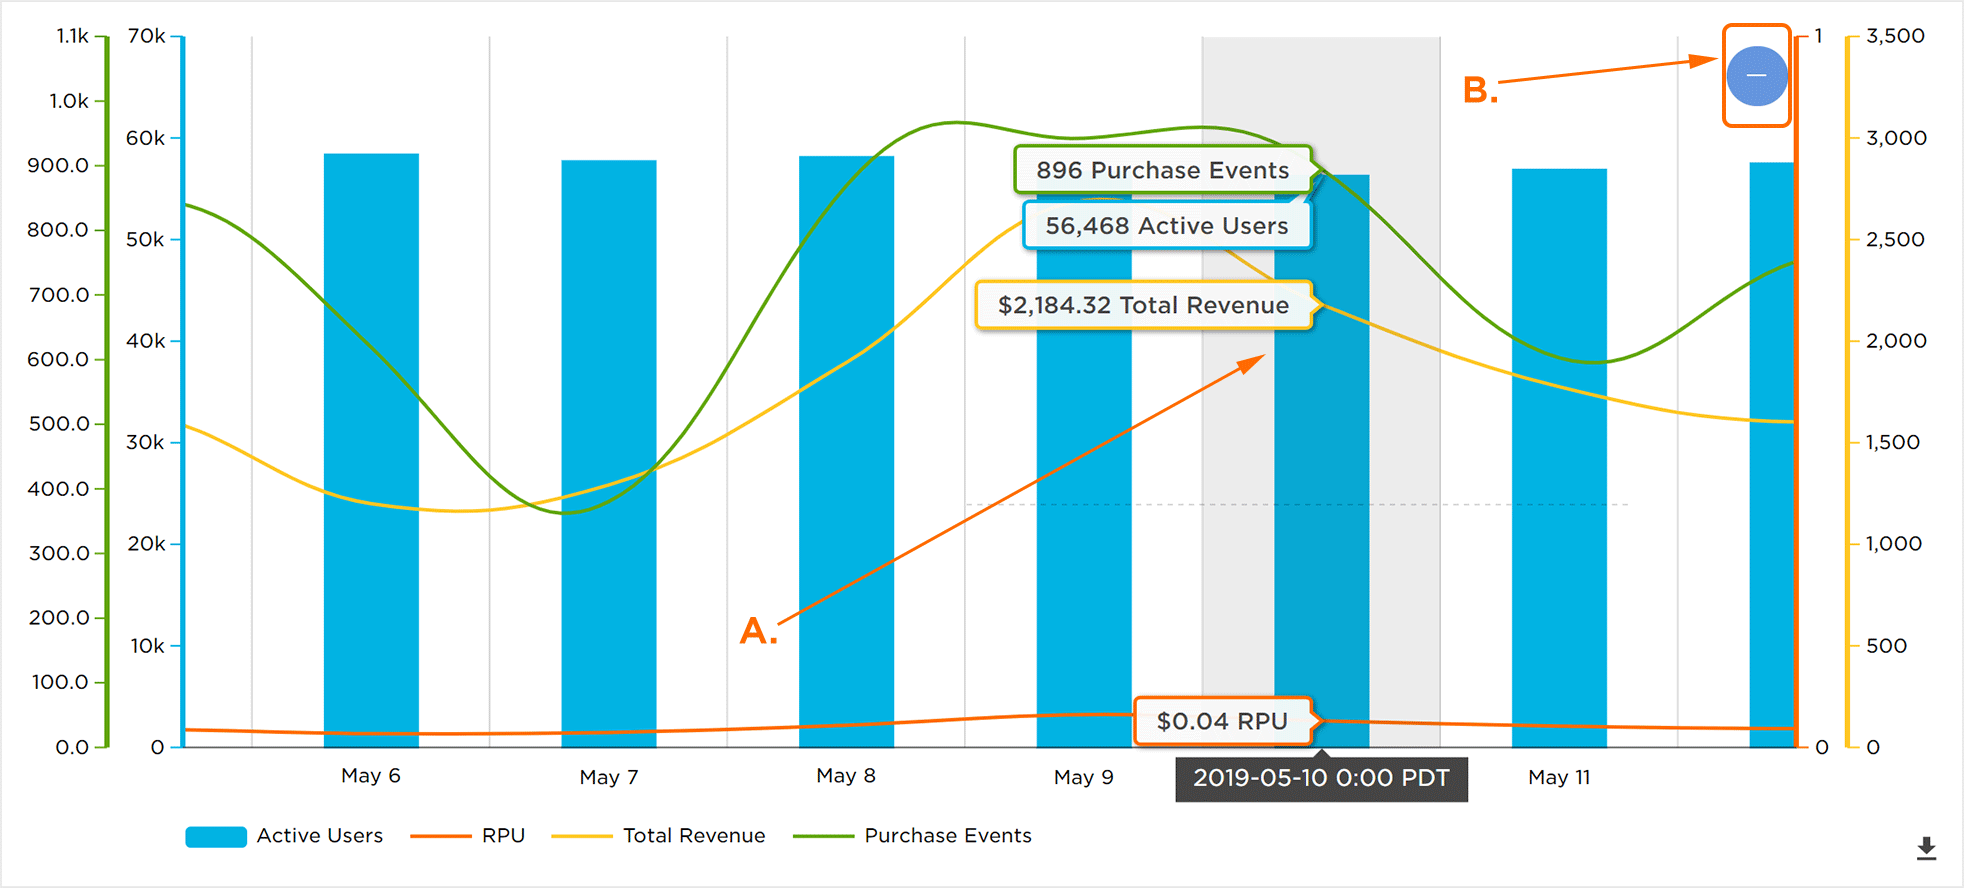 1.1k
1.0k
900.0
800.0
700.0
600.0
500.0
400.0
300.0
200.0
100.0
0.0
70k
60k
50k
40k
30k
20k
10k
0
B.
896 Purchase Events
56,468 Active Users
$2,184.32 Total Revenue
A.
$0.04 RPU
1
0
3,500
3,000
2,500
2,000
1,500
1,000
500
0
May 6
May 7
May 8
May 9
2019-05-10 0:00 PDT
May 11
Active Users
RPU
Total Revenue
Purchase Events